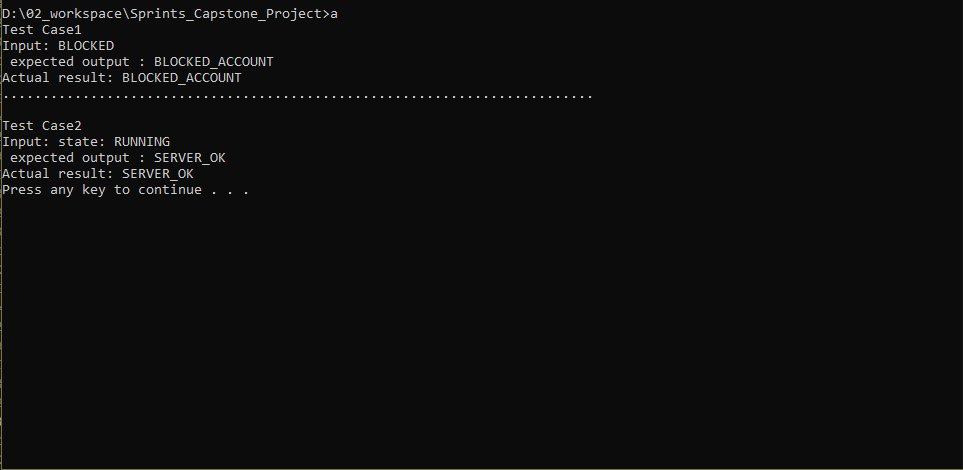 D:\02_workspace\Sprints_Capstone_Project>a
Test Case1
Input: BLOCKED
 expected output : BLOCKED_ACCOUNT
Actual result: BLOCKED_ACCOUNT
..........................................................................

Test Case2
Input: state: RUNNING
 expected output : SERVER_OK
Actual result: SERVER_OK
Press any key to continue . . .